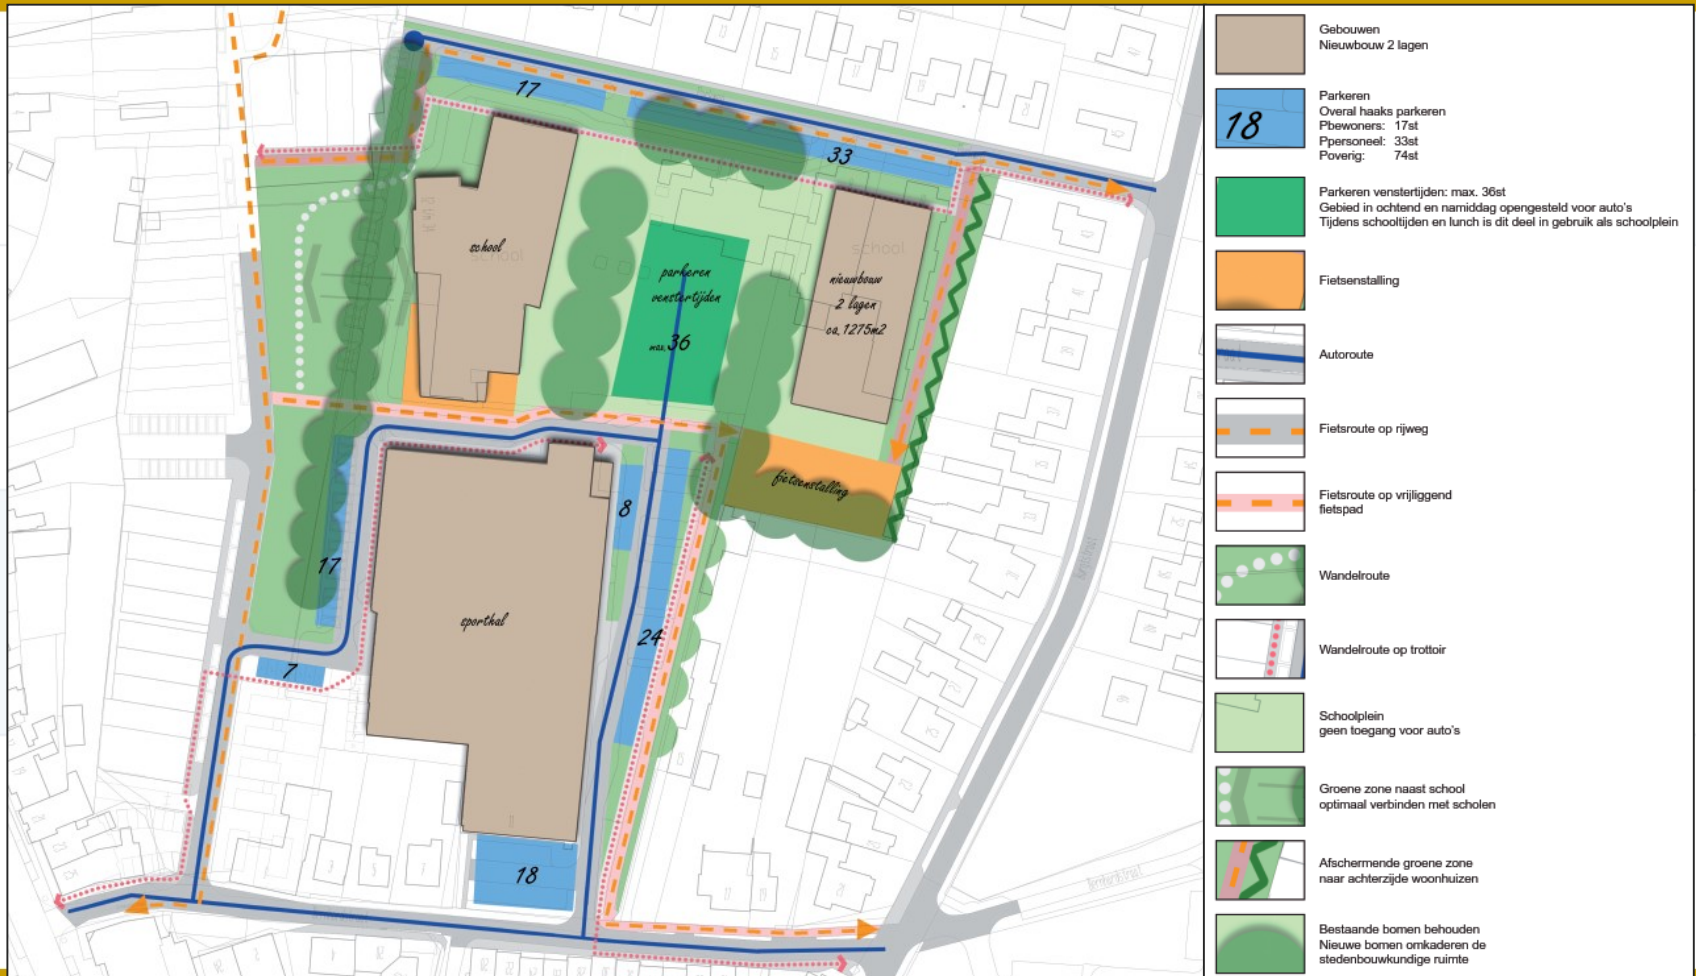 17
33
school
school
school
parkeren
venstertijden
max. 36
nieuwbouw
2 lagen
ca. 1275m2
fietsenstalling
8
17
sporthal
24
7
18
Gebouwen
Nieuwbouw 2 lagen
18
Parkeren
Overal haaks parkeren
Pbewoners: 17st
Ppersoneel: 33st
Poverig: 74st
Parkeren venstertijden: max. 36st
Gebied in ochtend en namiddag opengesteld voor auto's
Tijdens schooltijden en lunch is dit deel in gebruik als schoolplein
Fietsenstalling
Autoroute
Fietsroute op rijweg
Fietsroute op vrijliggend
fietspad
Wandelroute
Wandelroute op trottoir
Schoolplein
geen toegang voor auto's
Groene zone naast school
optimaal verbinden met scholen
Afschermende groene zone
naar achterzijde woonhuizen
Bestaande bomen behouden
Nieuwe bomen omkaderen de
stedenbouwkundige ruimte